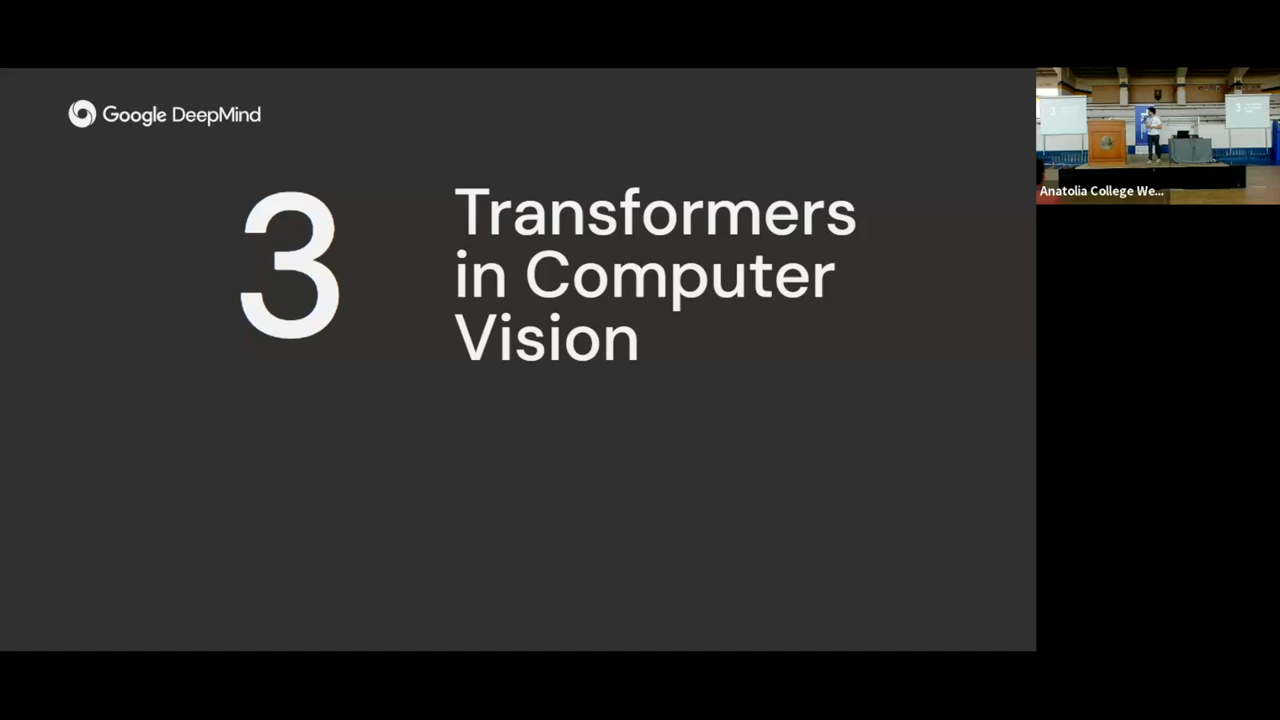 Google DeepMind
3
Transformers
in Computer
Vision
Anatolia College We...